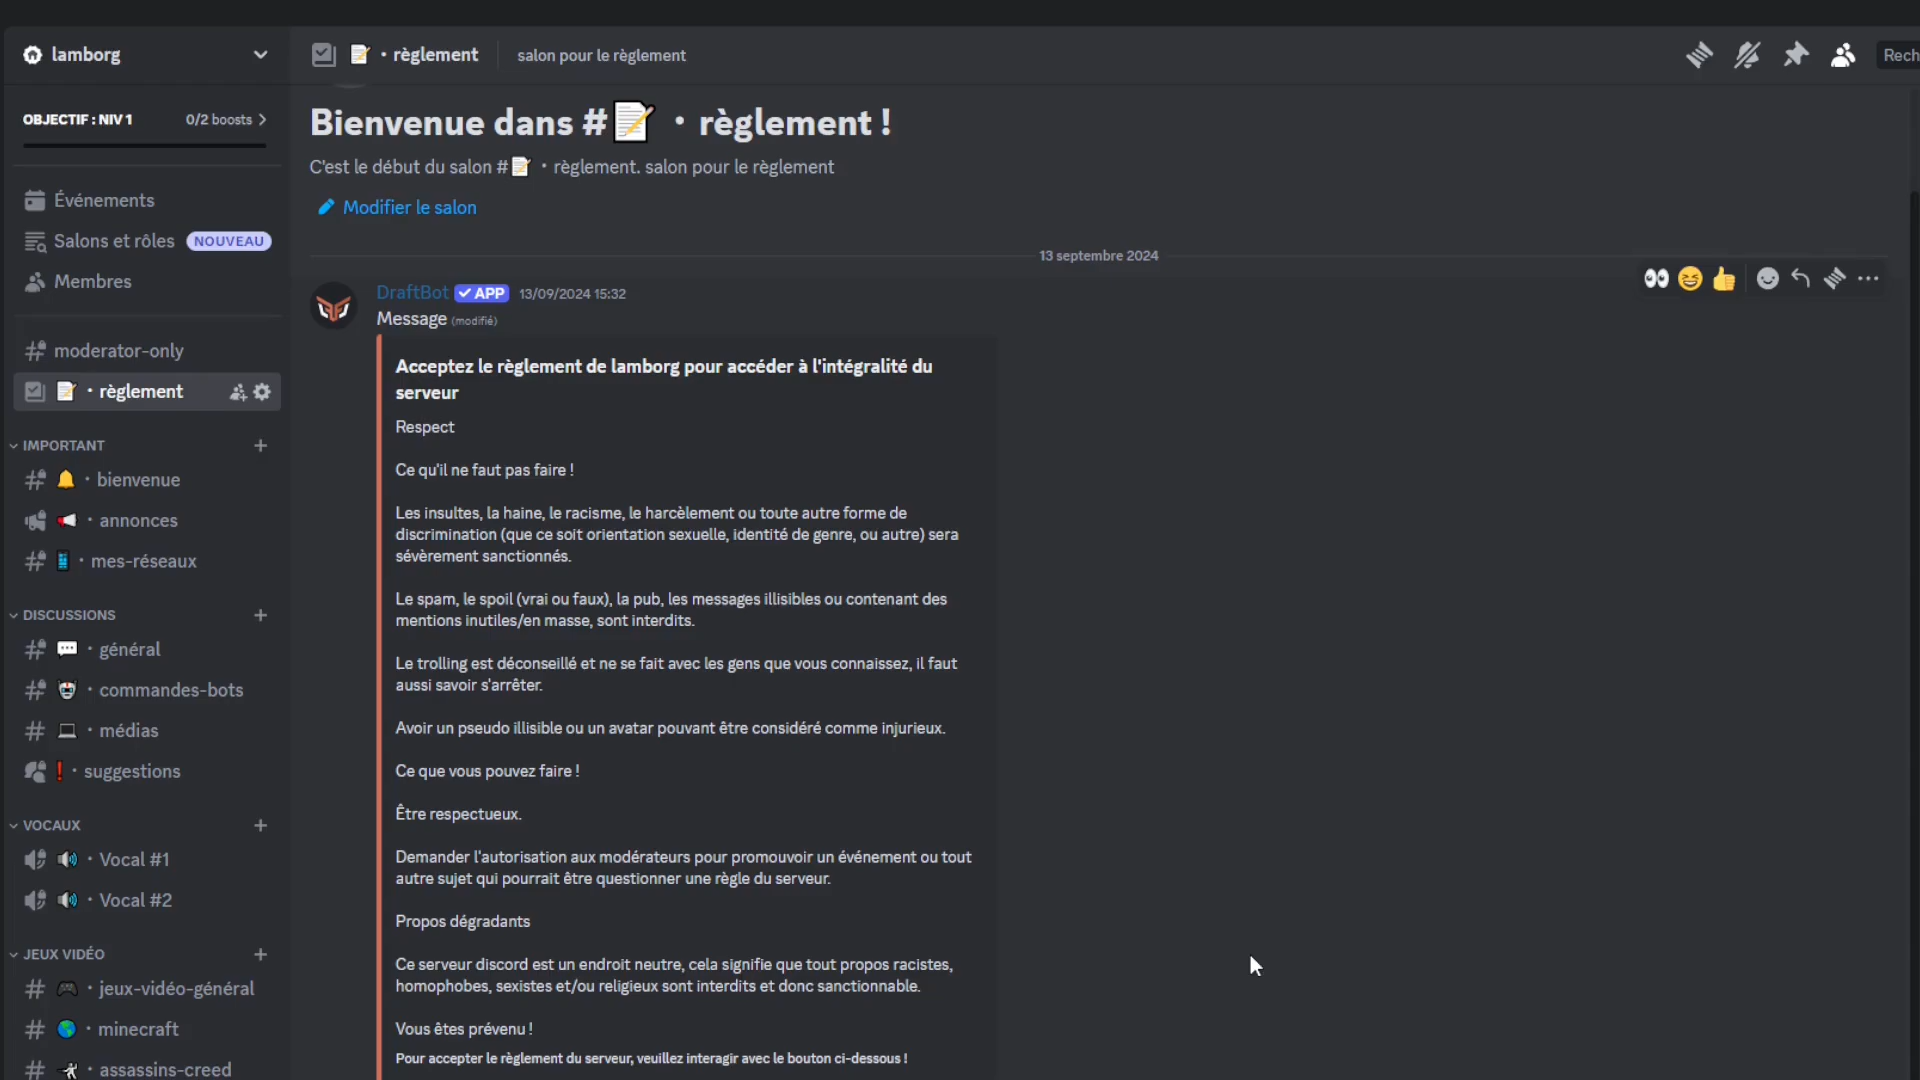 lamborg
OBJECTIF : NIV 1
0/2 boosts
Événements
Salons et rôles NOUVEAU
Membres
moderator-only
・règlement
IMPORTANT
・bienvenue
・annonces
・mes-réseaux
DISCUSSIONS
・général
・commandes-bots
・médias
・suggestions
VOCAUX
・Vocal #1
・Vocal #2
JEUX VIDÉO
・jeux-vidéo-général
・minecraft
・assassins-creed
・règlement
salon pour le règlement
Rech
Bienvenue dans #📝・règlement !
C'est le début du salon #📝・règlement. salon pour le règlement
Modifier le salon
13 septembre 2024
DraftBot APP 13/09/2024 15:32
Message (modifié)
Acceptez le règlement de lamborg pour accéder à l'intégralité du
serveur
Respect
Ce qu'il ne faut pas faire !
Les insultes, la haine, le racisme, le harcèlement ou toute autre forme de
discrimination (que ce soit orientation sexuelle, identité de genre, ou autre) sera
sévèrement sanctionnés.
Le spam, le spoil (vrai ou faux), la pub, les messages illisibles ou contenant des
mentions inutiles/en masse, sont interdits.
Le trolling est déconseillé et ne se fait avec les gens que vous connaissez, il faut
aussi savoir s'arrêter.
Avoir un pseudo illisible ou un avatar pouvant être considéré comme injurieux.
Ce que vous pouvez faire !
Être respectueux.
Demander l'autorisation aux modérateurs pour promouvoir un événement ou tout
autre sujet qui pourrait être questionner une règle du serveur.
Propos dégradants
Ce serveur discord est un endroit neutre, cela signifie que tout propos racistes,
homophobes, sexistes et/ou religieux sont interdits et donc sanctionnable.
Vous êtes prévenu !
Pour accepter le règlement du serveur, veuillez interagir avec le bouton ci-dessous !